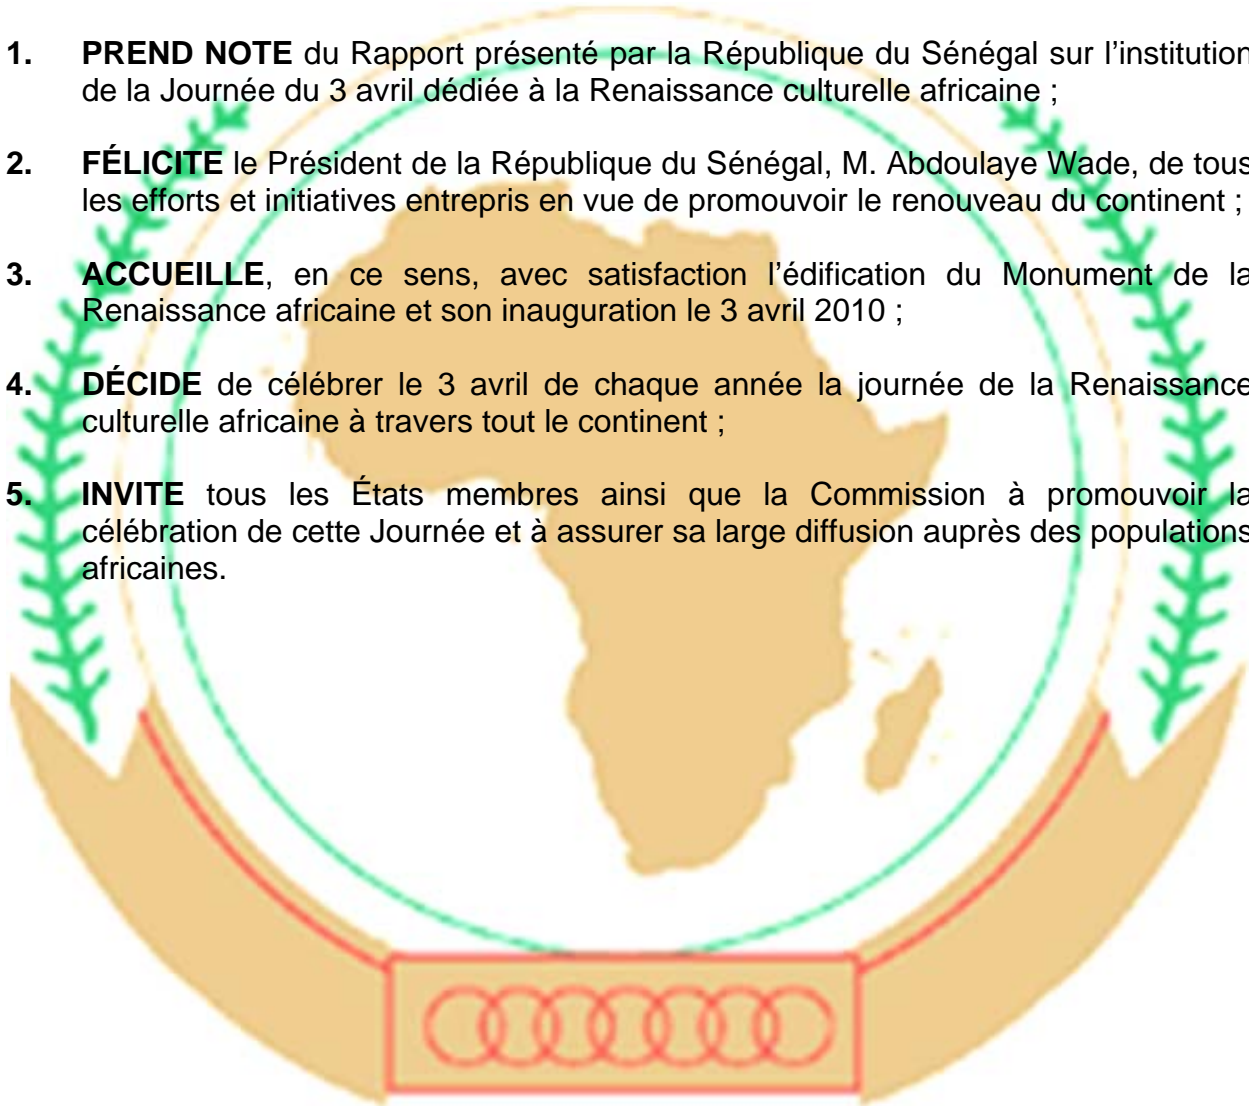 1. PREND NOTE du Rapport présenté par la République du Sénégal sur l’institution
de la Journée du 3 avril dédiée à la Renaissance culturelle africaine ;
2. FÉLICITE le Président de la République du Sénégal, M. Abdoulaye Wade, de tous
les efforts et initiatives entrepris en vue de promouvoir le renouveau du continent ;
3. ACCUEILLE, en ce sens, avec satisfaction l’édification du Monument de la
Renaissance africaine et son inauguration le 3 avril 2010 ;
4. DÉCIDE de célébrer le 3 avril de chaque année la journée de la Renaissance
culturelle africaine à travers tout le continent ;
5. INVITE tous les États membres ainsi que la Commission à promouvoir la
célébration de cette Journée et à assurer sa large diffusion auprès des populations
africaines.